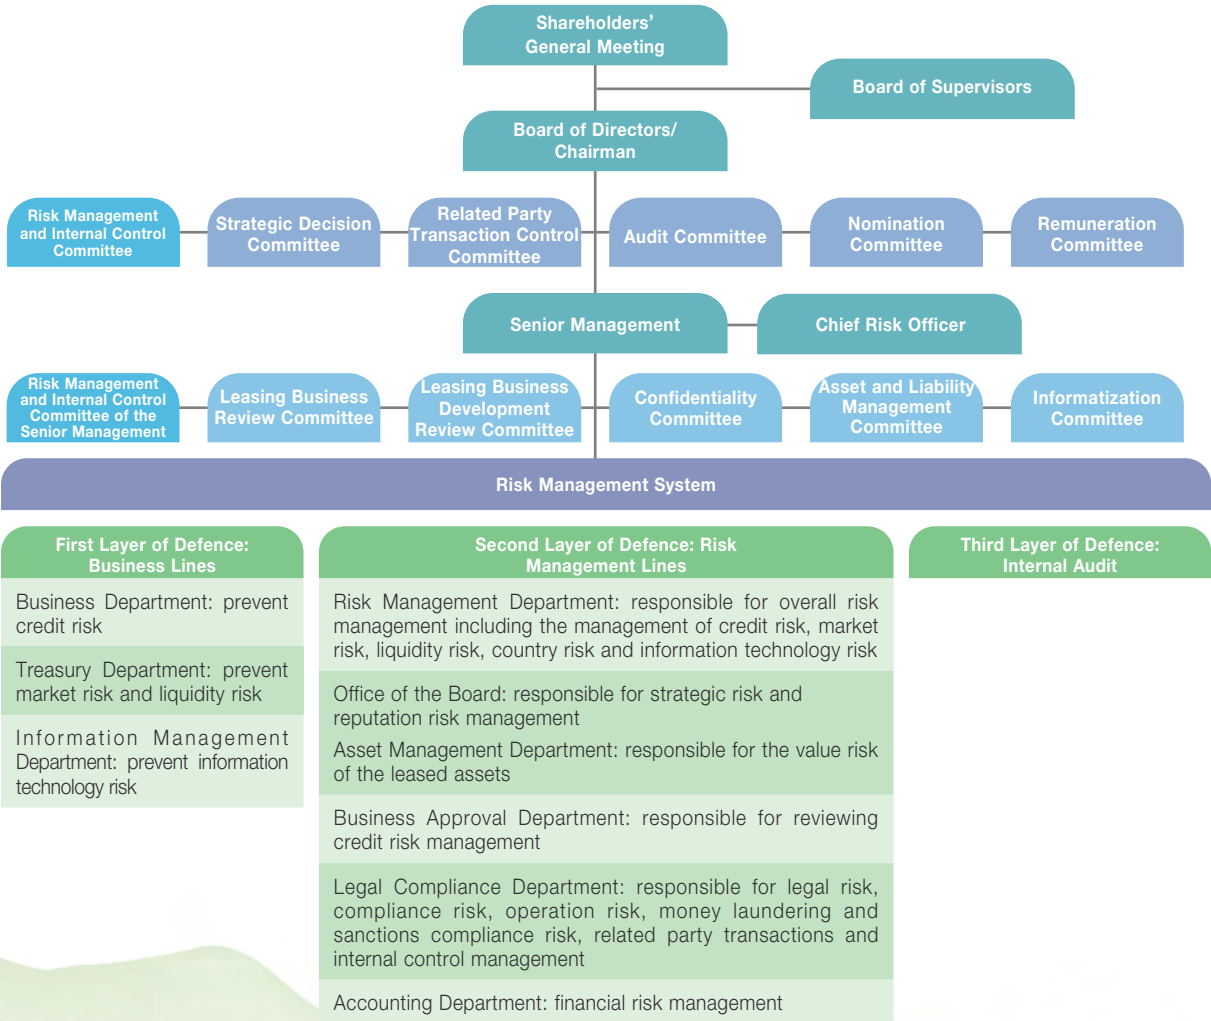 Shareholders'
General Meeting
Board of Supervisors
Board of Directors/
Chairman
Risk Management
and Internal Control
Committee
Strategic Decision
Committee
Related Party
Transaction Control
Committee
Audit Committee
Nomination
Committee
Remuneration
Committee
Senior Management
Chief Risk Officer
Risk Management
and Internal Control
Committee of the
Senior Management
Leasing Business
Review Committee
Leasing Business
Development
Review Committee
Confidentiality
Committee
Asset and Liability
Management
Committee
Informatization
Committee
Risk Management System
First Layer of Defence:
Business Lines
Business Department: prevent
credit risk
Treasury Department: prevent
market risk and liquidity risk
Information Management
Department: prevent information
technology risk
Second Layer of Defence: Risk
Management Lines
Risk Management Department: responsible for overall risk
management including the management of credit risk, market
risk, liquidity risk, country risk and information technology risk
Office of the Board: responsible for strategic risk and
reputation risk management
Asset Management Department: responsible for the value risk
of the leased assets
Business Approval Department: responsible for reviewing
credit risk management
Legal Compliance Department: responsible for legal risk,
compliance risk, operation risk, money laundering and
sanctions compliance risk, related party transactions and
internal control management
Accounting Department: financial risk management
Third Layer of Defence:
Internal Audit